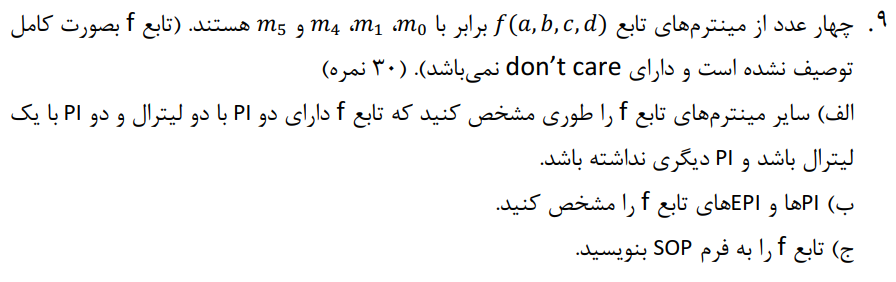 ۹. چهار عدد از مینترم‌های تابع f(a, b, c, d) برابر با m₀، m₁، m₄ و m₅ هستند. (تابع f بصورت کامل
توصیف نشده است و دارای don't care نمی‌باشد). (۳۰ نمره)
الف) سایر مینترم‌های تابع f را طوری مشخص کنید که تابع f دارای دو PI با دو لیترال و دو PI با یک
لیترال باشد و PI دیگری نداشته باشد.
ب) PIها و EPIهای تابع f را مشخص کنید.
ج) تابع f را به فرم SOP بنویسید.